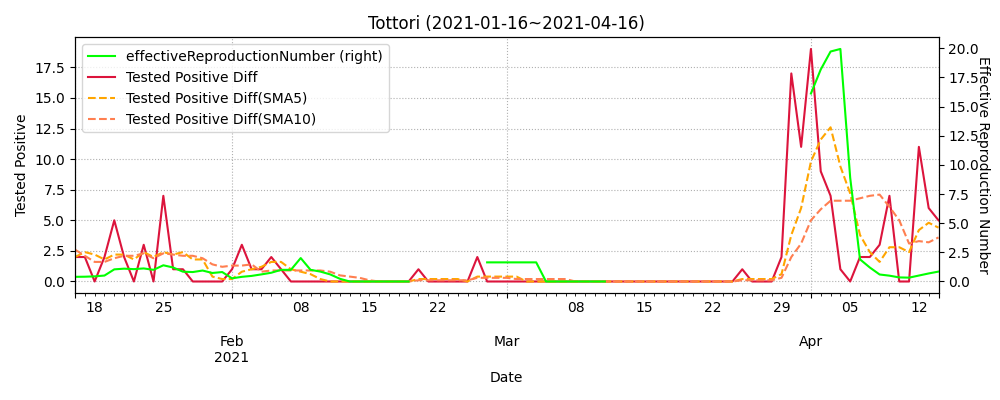 Tottori (2021-01-16~2021-04-16)
effectiveReproductionNumber (right)
Tested Positive Diff
Tested Positive Diff(SMA5)
Tested Positive Diff(SMA10)
Tested Positive
17.5
15.0
12.5
10.0
7.5
5.0
2.5
0.0
Effective Reproduction Number
20.0
17.5
15.0
12.5
10.0
7.5
5.0
2.5
0.0
18 25 08 15 22 08 15 22 29 05 12
Feb Mar Apr
2021
Date